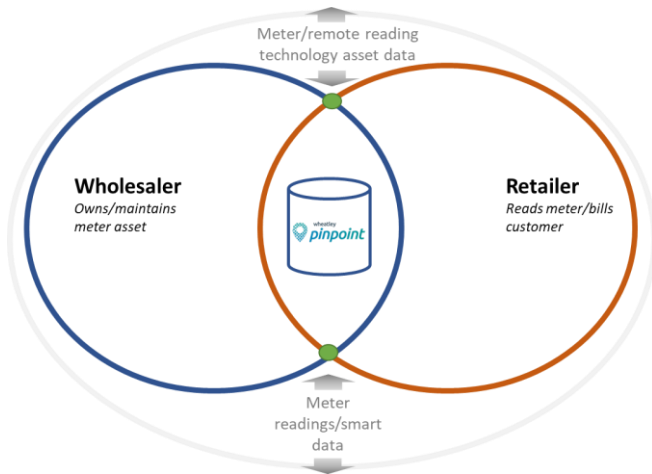 Meter/remote reading
technology asset data
Wholesaler
Owns/maintains
meter asset
wheatley
pinpoint
Retailer
Reads meter/bills
customer
Meter
readings/smart
data